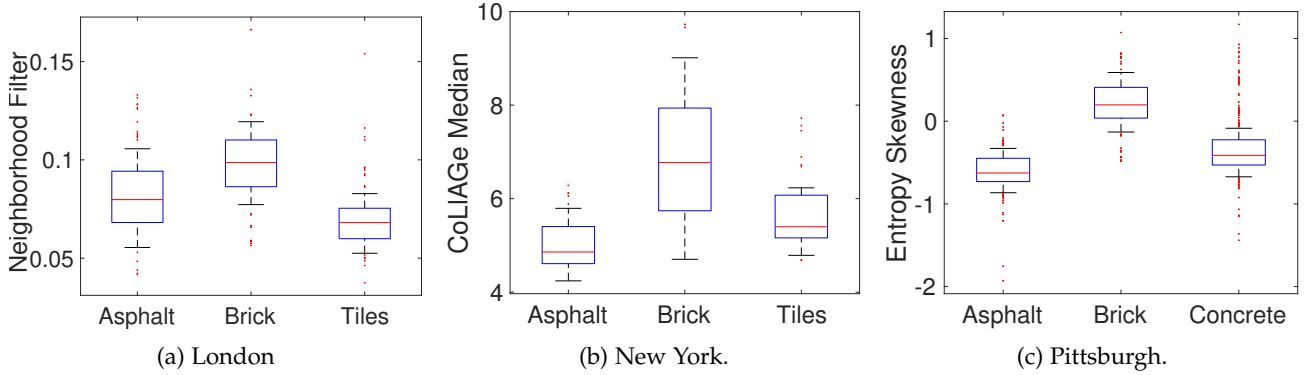 Neighborhood Filter
0.15
0.1
0.05
Asphalt Brick Tiles
(a) London
CoLIAGe Median
10
8
6
4
Asphalt Brick Tiles
(b) New York.
Entropy Skewness
1
0
-1
-2
Asphalt Brick Concrete
(c) Pittsburgh.